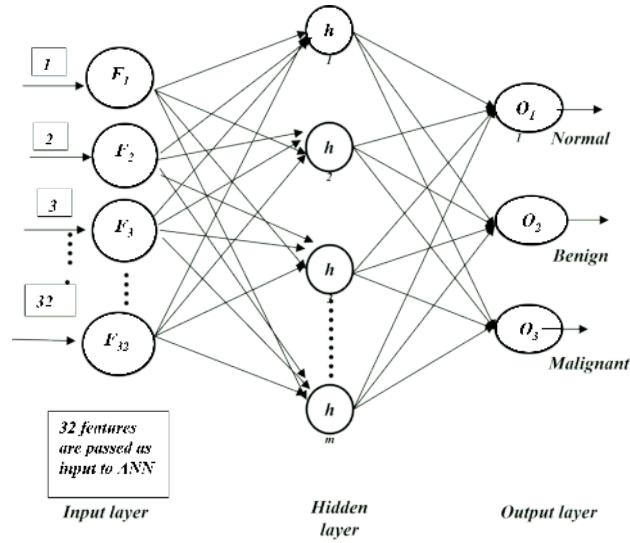 1
F1
2
F2
3
F3
32
F32
h
1
h
2
h
h
m
O1
1
Normal
O2
Benign
O3
Malignant
32 features
are passed as
input to ANN
Input layer
Hidden
layer
Output layer